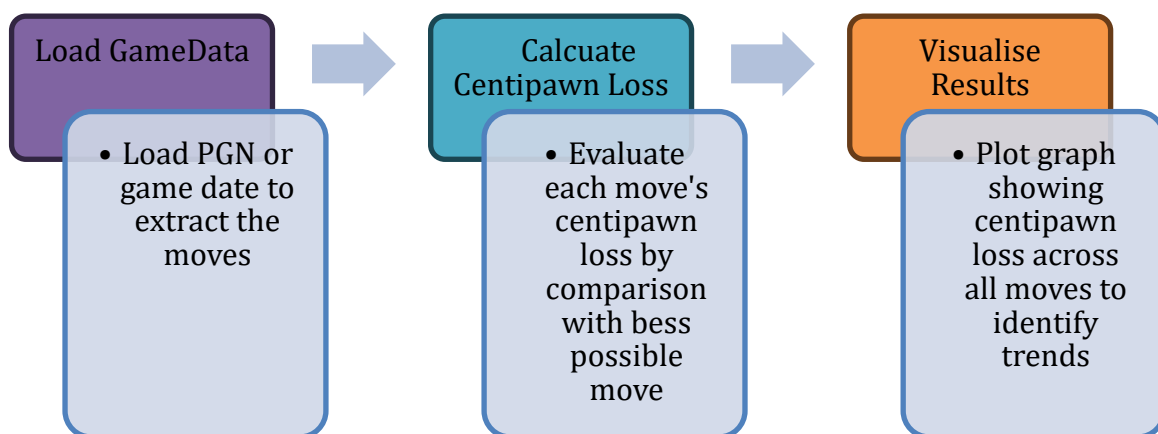 Load GameData
• Load PGN or
game date to
extract the
moves
Calcuate
Centipawn Loss
• Evaluate
each move's
centipawn
loss by
comparison
with bess
possible
move
Visualise
Results
• Plot graph
showing
centipawn
loss across
all moves to
identify
trends